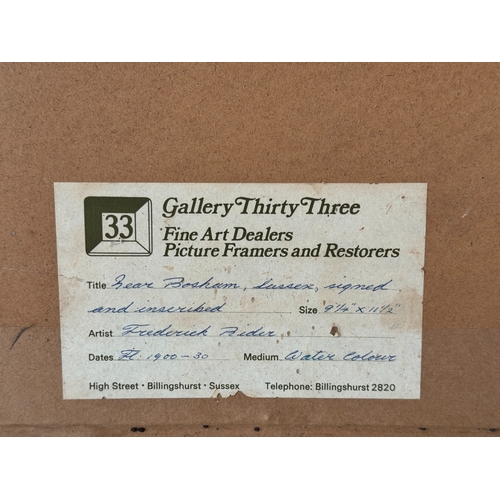 33
Gallery Thirty Three
Fine Art Dealers
Picture Framers and Restorers
Title Near Bosham, Sussex, signed
and inscribed Size 9½" x 11½"
Artist Frederick Bider
Dates Fl. 1900-30 Medium Water Colour
High Street · Billingshurst · Sussex Telephone: Billingshurst 2820